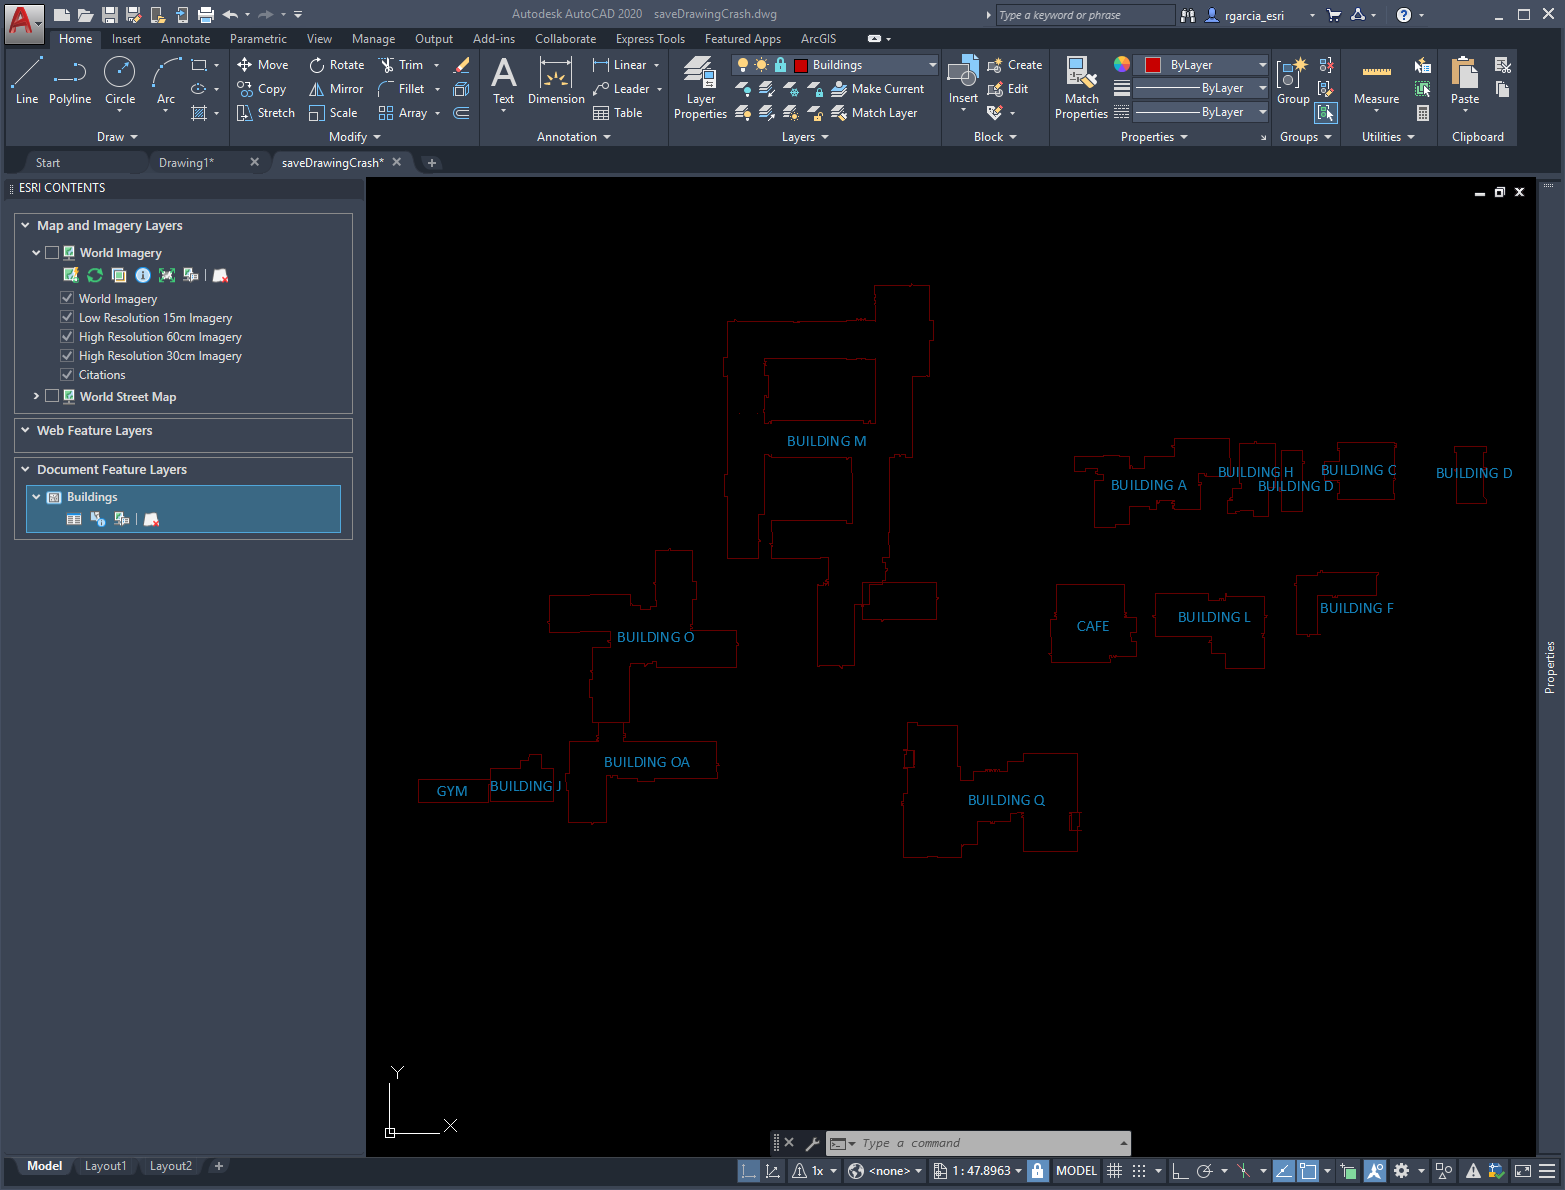 Autodesk AutoCAD 2020 saveDrawingCrash.dwg
Type a keyword or phrase
rgarcia_esri
Home Insert Annotate Parametric View Manage Output Add-ins Collaborate Express Tools Featured Apps ArcGIS
Line Polyline Circle Arc
Move Rotate Trim
Copy Mirror Fillet
Stretch Scale Array
Text Dimension
Linear
Leader
Table
Layer Properties
Buildings
Make Current
Match Layer
Insert
Create
Edit
Match Properties
ByLayer
ByLayer
ByLayer
Group
Measure
Paste
Draw Modify Annotation Layers Block Properties Groups Utilities Clipboard
Start Drawing1* saveDrawingCrash*
ESRI CONTENTS
Map and Imagery Layers
World Imagery
World Imagery
Low Resolution 15m Imagery
High Resolution 60cm Imagery
High Resolution 30cm Imagery
Citations
World Street Map
Web Feature Layers
Document Feature Layers
Buildings
BUILDING M
BUILDING A
BUILDING H
BUILDING D
BUILDING C
BUILDING D
BUILDING O
CAFE
BUILDING L
BUILDING F
BUILDING OA
GYM
BUILDING J
BUILDING Q
Properties
Y
X
Type a command
Model Layout1 Layout2
1x <none> 1 : 47.8963 MODEL